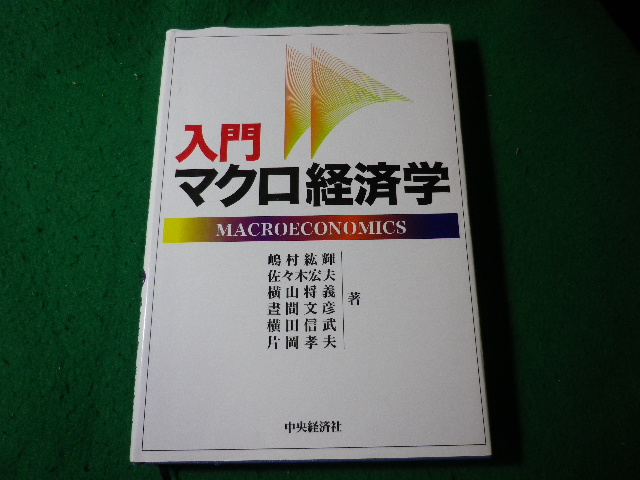 入門
マクロ経済学
MACROECONOMICS
嶋村紘輝
佐々木宏夫
横山将義
晝間文彦
横田信武
片岡孝夫
著
中央経済社